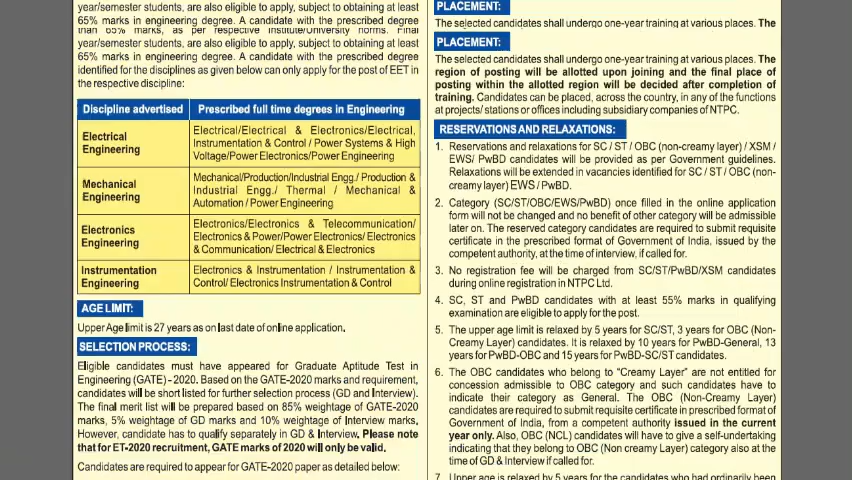 year/semester students, are also eligible to apply, subject to obtaining at least
65% marks in engineering degree. A candidate with the prescribed degree
than 65% marks, as per respective Institute/University norms. Final
year/semester students, are also eligible to apply, subject to obtaining at least
65% marks in engineering degree. A candidate with the prescribed degree
identified for the disciplines as given below can only apply for the post of EET in
the respective discipline:
Discipline advertised Prescribed full time degrees in Engineering
Electrical Engineering
Electrical/Electrical & Electronics/Electrical,
Instrumentation & Control / Power Systems & High
Voltage/Power Electronics/Power Engineering
Mechanical Engineering
Mechanical/Production/Industrial Engg./ Production &
Industrial Engg./ Thermal / Mechanical &
Automation / Power Engineering
Electronics Engineering
Electronics/Electronics & Telecommunication/
Electronics & Power/Power Electronics/ Electronics
& Communication/ Electrical & Electronics
Instrumentation Engineering
Electronics & Instrumentation / Instrumentation &
Control/ Electronics Instrumentation & Control
AGE LIMIT:
Upper Age limit is 27 years as on last date of online application.
SELECTION PROCESS:
Eligible candidates must have appeared for Graduate Aptitude Test in
Engineering (GATE) - 2020. Based on the GATE-2020 marks and requirement,
candidates will be short listed for further selection process (GD and Interview).
The final merit list will be prepared based on 85% weightage of GATE-2020
marks, 5% weightage of GD marks and 10% weightage of Interview marks,
However, candidate has to qualify separately in GD & Interview. Please note
that for ET-2020 recruitment, GATE marks of 2020 will only be valid.
Candidates are required to appear for GATE-2020 paper as detailed below:
PLACEMENT:
The selected candidates shall undergo one-year training at various places. The
PLACEMENT:
The selected candidates shall undergo one-year training at various places. The
region of posting will be allotted upon joining and the final place of
posting within the allotted region will be decided after completion of
training. Candidates can be placed, across the country, in any of the functions
at projects/ stations or offices including subsidiary companies of NTPC.
RESERVATIONS AND RELAXATIONS:
1. Reservations and relaxations for SC / ST / OBC (non-creamy layer) / XSM /
EWS/ PwBD candidates will be provided as per Government guidelines.
Relaxations will be extended in vacancies identified for SC / ST / OBC (non-
creamy layer) EWS / PwBD.
2. Category (SC/ST/OBC/EWS/PwBD) once filled in the online application
form will not be changed and no benefit of other category will be admissible
later on. The reserved category candidates are required to submit requisite
certificate in the prescribed format of Government of India, issued by the
competent authority, at the time of interview, if called for.
3. No registration fee will be charged from SC/ST/PwBD/XSM candidates
during online registration in NTPC Ltd.
4. SC, ST and PwBD candidates with at least 55% marks in qualifying
examination are eligible to apply for the post.
5. The upper age limit is relaxed by 5 years for SC/ST, 3 years for OBC (Non-
Creamy Layer) candidates. It is relaxed by 10 years for PwBD-General, 13
years for PwBD-OBC and 15 years for PwBD-SC/ST candidates.
6. The OBC candidates who belong to "Creamy Layer" are not entitled for
concession admissible to OBC category and such candidates have to
indicate their category as General. The OBC (Non-Creamy Layer)
candidates are required to submit requisite certificate in prescribed format of
Government of India, from a competent authority issued in the current
year only. Also, OBC (NCL) candidates will have to give a self-undertaking
indicating that they belong to OBC (Non Creamy layer) category also at the
time of GD & Interview if called for.
7. Upper age is relaxed by 5 years for the candidates who had ordinarily been